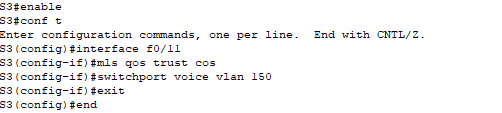 S3#enable
S3#conf t
Enter configuration commands, one per line.  End with CNTL/Z.
S3(config)#interface f0/11
S3(config-if)#mls qos trust cos
S3(config-if)#switchport voice vlan 150
S3(config-if)#exit
S3(config)#end